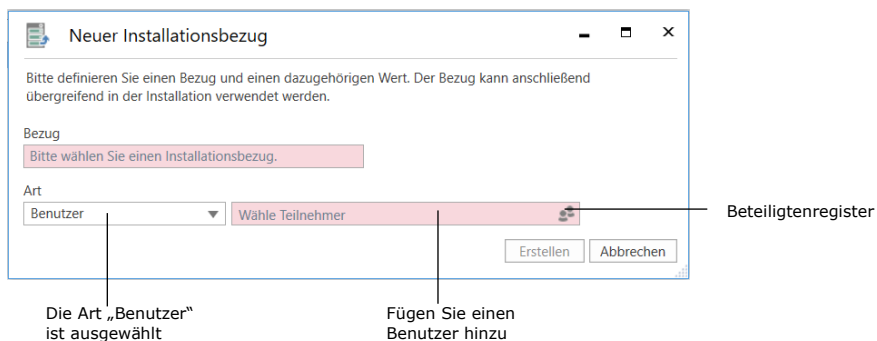 Neuer Installationsbezug
Bitte definieren Sie einen Bezug und einen dazugehörigen Wert. Der Bezug kann anschließend
übergreifend in der Installation verwendet werden.
Bezug
Bitte wählen Sie einen Installationsbezug.
Art
Benutzer
Wähle Teilnehmer
Beteiligtenregister
Erstellen
Abbrechen
Die Art „Benutzer“
ist ausgewählt
Fügen Sie einen
Benutzer hinzu